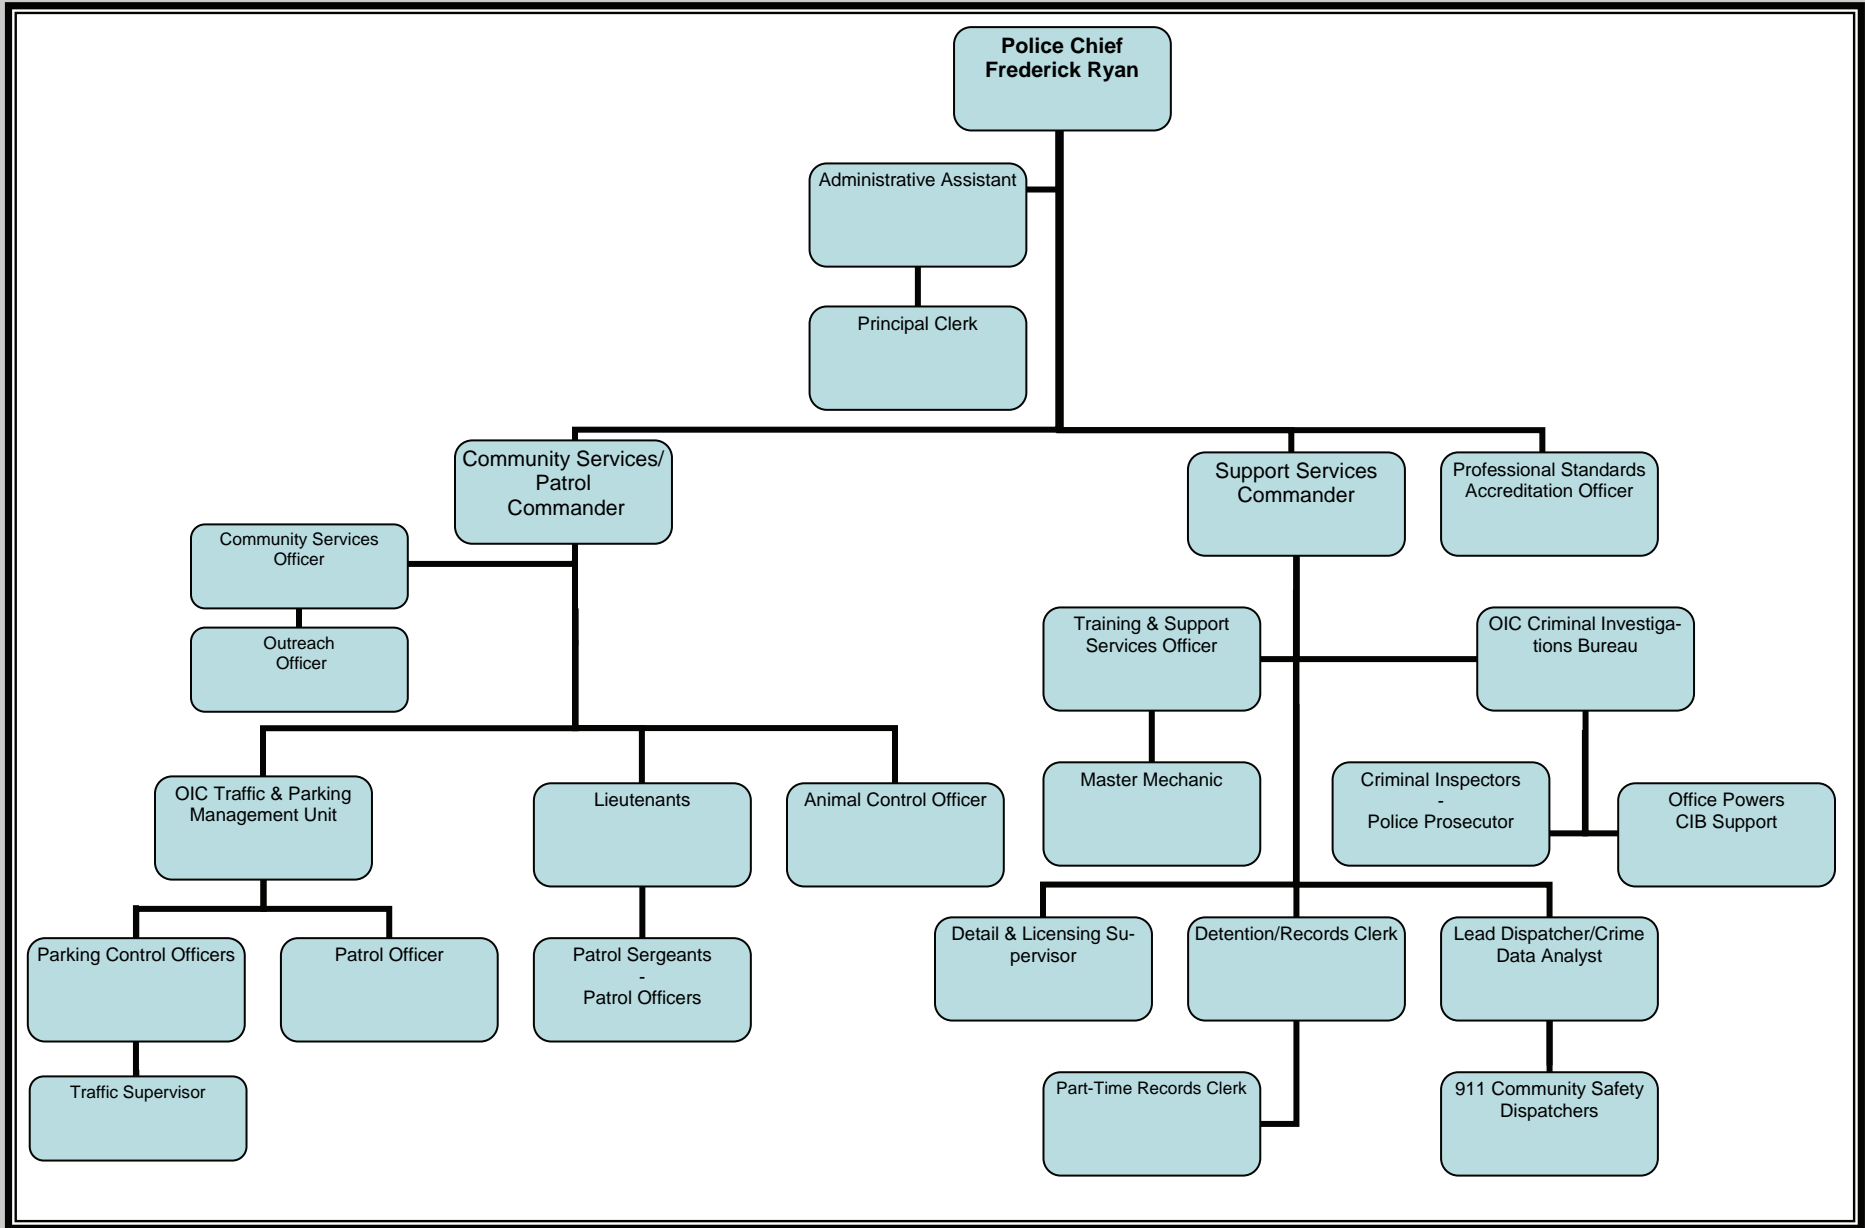 Police Chief
Frederick Ryan
Administrative Assistant
Principal Clerk
Community Services/
Patrol
Commander
Support Services
Commander
Professional Standards
Accreditation Officer
Community Services
Officer
Outreach
Officer
Training & Support
Services Officer
OIC Criminal Investiga-
tions Bureau
OIC Traffic & Parking
Management Unit
Lieutenants
Animal Control Officer
Master Mechanic
Criminal Inspectors
-
Police Prosecutor
Office Powers
CIB Support
Parking Control Officers
Patrol Officer
Patrol Sergeants
-
Patrol Officers
Detail & Licensing Su-
pervisor
Detention/Records Clerk
Lead Dispatcher/Crime
Data Analyst
Traffic Supervisor
Part-Time Records Clerk
911 Community Safety
Dispatchers